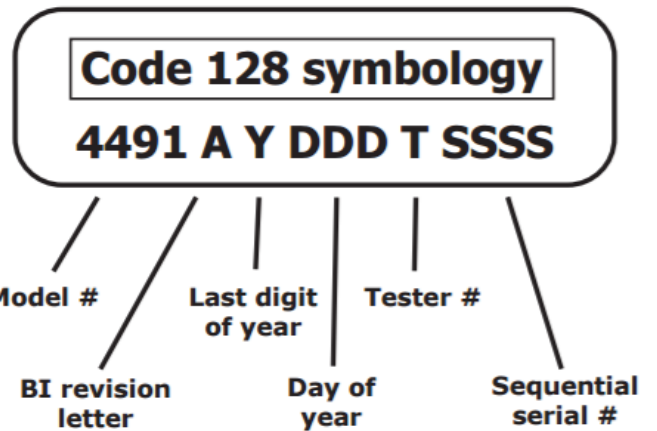 Code 128 symbology
4491 A Y DDD T SSSS
Model #
Last digit
of year
Tester #
BI revision
letter
Day of
year
Sequential
serial #